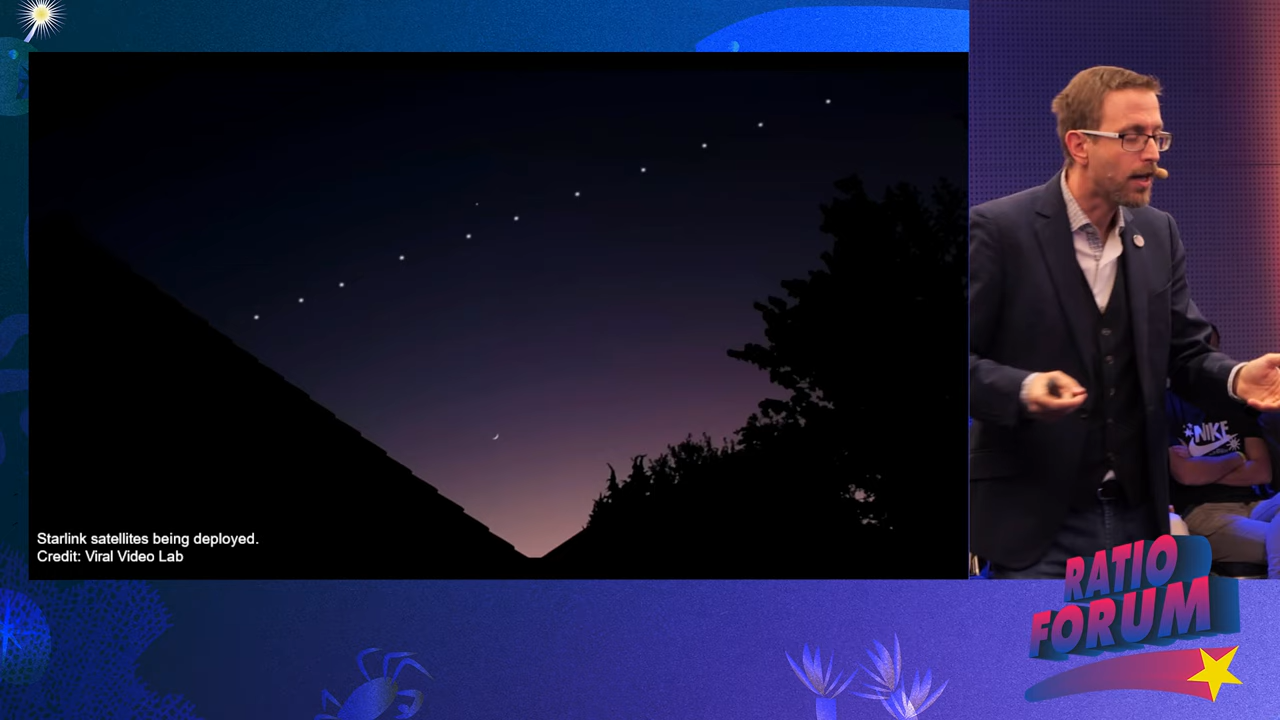 Starlink satellites being deployed.
Credit: Viral Video Lab
NIKE
RATIO
FORUM